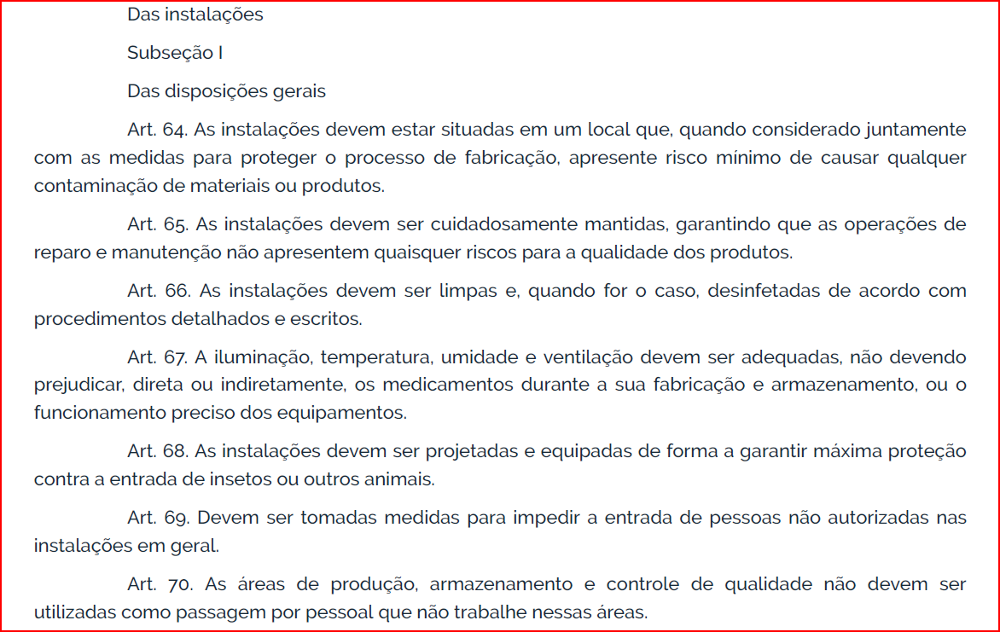 Das instalações
Subseção I
Das disposições gerais
Art. 64. As instalações devem estar situadas em um local que, quando considerado juntamente
com as medidas para proteger o processo de fabricação, apresente risco mínimo de causar qualquer
contaminação de materiais ou produtos.
Art. 65. As instalações devem ser cuidadosamente mantidas, garantindo que as operações de
reparo e manutenção não apresentem quaisquer riscos para a qualidade dos produtos.
Art. 66. As instalações devem ser limpas e, quando for o caso, desinfetadas de acordo com
procedimentos detalhados e escritos.
Art. 67. A iluminação, temperatura, umidade e ventilação devem ser adequadas, não devendo
prejudicar, direta ou indiretamente, os medicamentos durante a sua fabricação e armazenamento, ou o
funcionamento preciso dos equipamentos.
Art. 68. As instalações devem ser projetadas e equipadas de forma a garantir máxima proteção
contra a entrada de insetos ou outros animais.
Art. 69. Devem ser tomadas medidas para impedir a entrada de pessoas não autorizadas nas
instalações em geral.
Art. 70. As áreas de produção, armazenamento e controle de qualidade não devem ser
utilizadas como passagem por pessoal que não trabalhe nessas áreas.